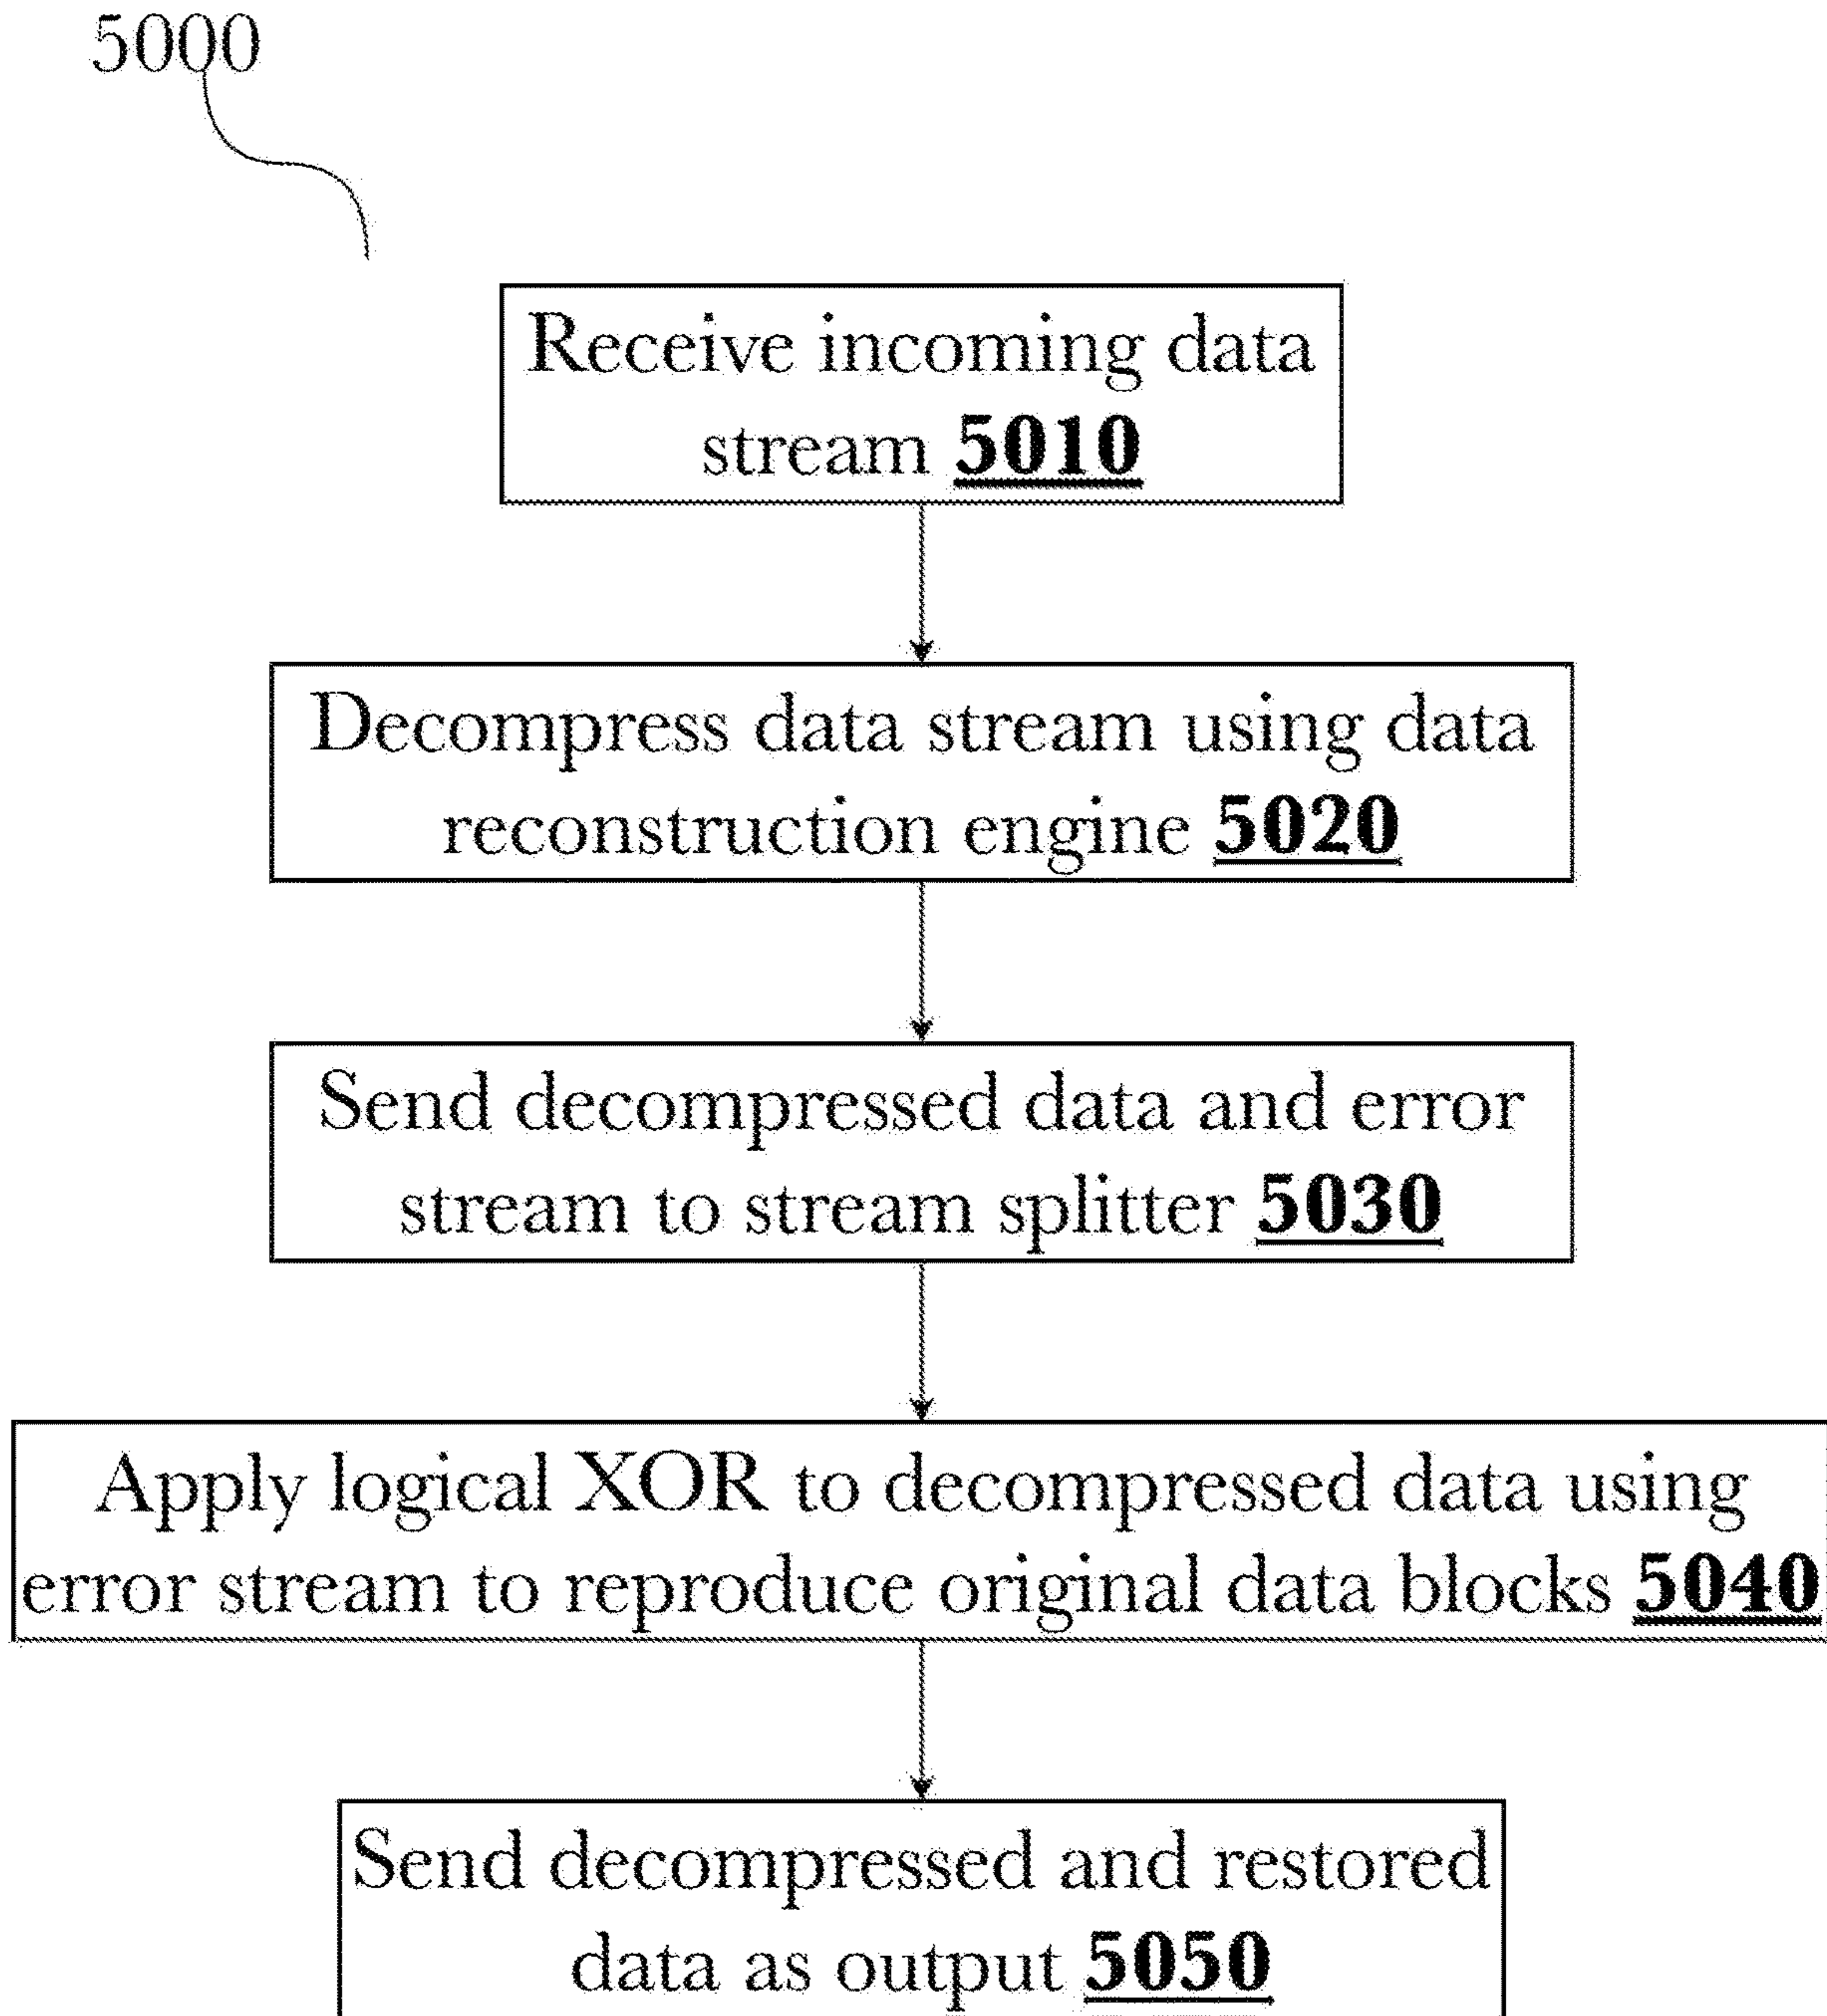 5000
Receive incoming data
stream 5010
Decompress data stream using data
reconstruction engine 5020
Send decompressed data and error
stream to stream splitter 5030
Apply logical XOR to decompressed data using
error stream to reproduce original data blocks 5040
Send decompressed and restored
data as output 5050